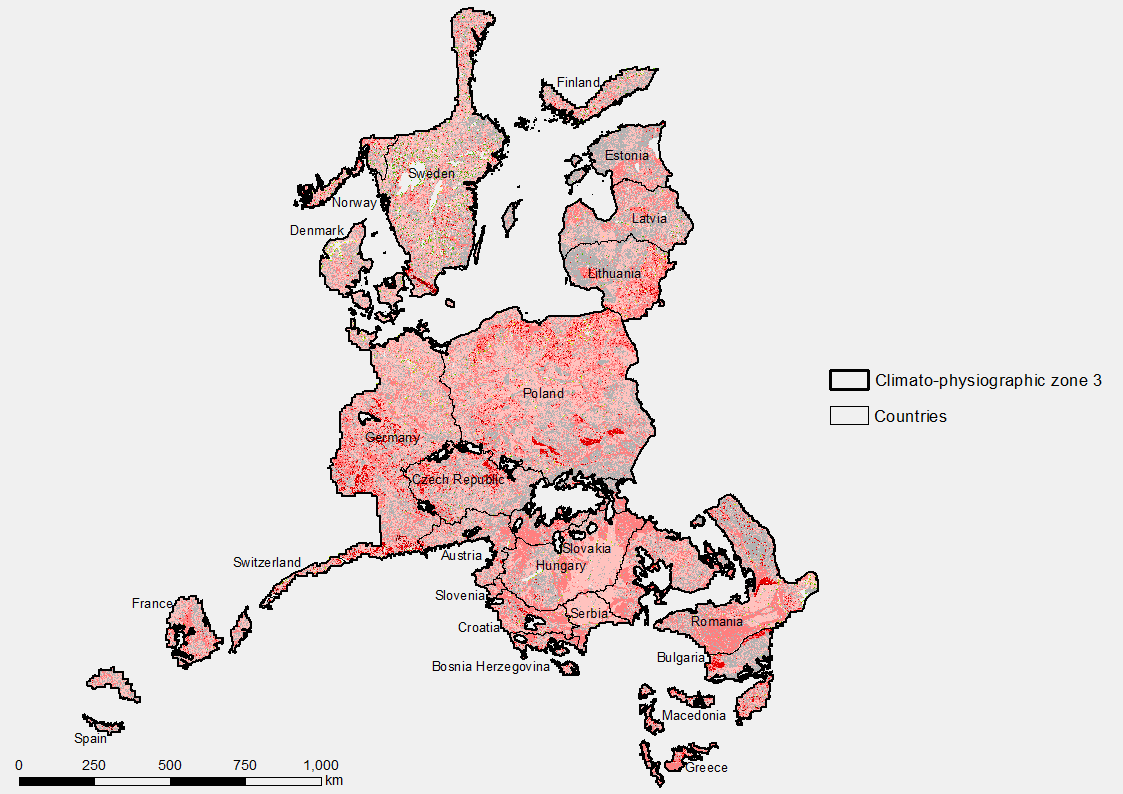 Finland
Estonia
Sweden
Norway
Latvia
Denmark
Lithuania
Climato-physiographic zone 3
Poland
Countries
Germany
Czech Republic
Slovakia
Austria
Switzerland
Hungary
Slovenia
France
Serbia
Romania
Croatia
Bulgaria
Bosnia Herzegovina
Macedonia
Spain
Greece
0 250 500 750 1,000
km